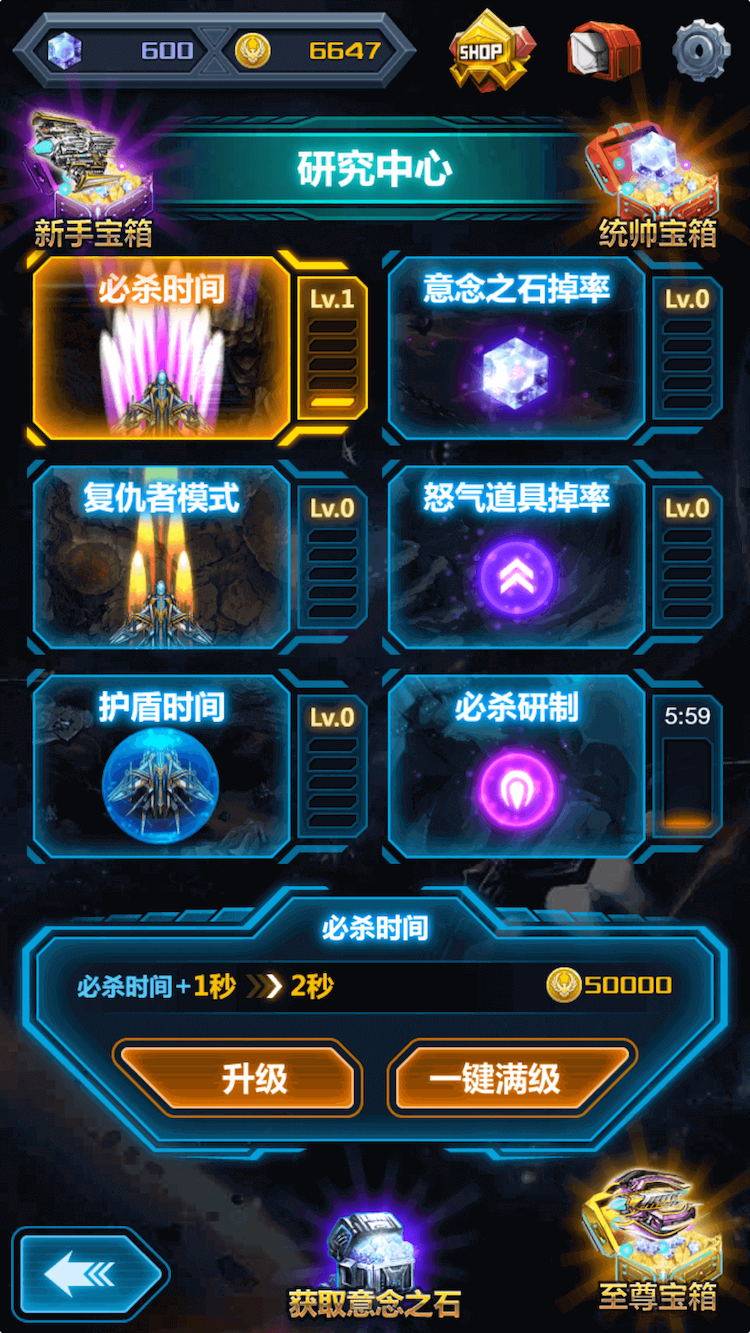 600
6647
SHOP
研究中心
新手宝箱
统帅宝箱
必杀时间
Lv.1
意念之石掉率
Lv.0
复仇者模式
Lv.0
怒气道具掉率
Lv.0
护盾时间
Lv.0
必杀研制
5:59
必杀时间
必杀时间+1秒 2秒
50000
升级
一键满级
获取意念之石
至尊宝箱